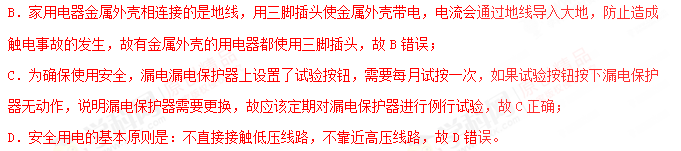 B．家用电器金属外壳相连接的是地线，用三脚插头使金属外壳带电，电流会通过地线导入大地，防止造成
触电事故的发生，故有金属外壳的用电器都使用三脚插头，故 B 错误；
C．为确保使用安全，漏电漏电保护器上设置了试验按钮，需要每月试按一次，如果试验按钮按下漏电保护
器无动作，说明漏电保护器需要更换，故应该定期对漏电保护器进行例行试验，故 C 正确；
D．安全用电的基本原则是：不直接接触低压线路，不靠近高压线路，故 D 错误。